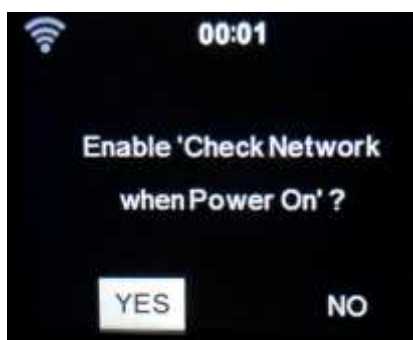 00:01
Enable 'Check Network
when Power On' ?
YES NO